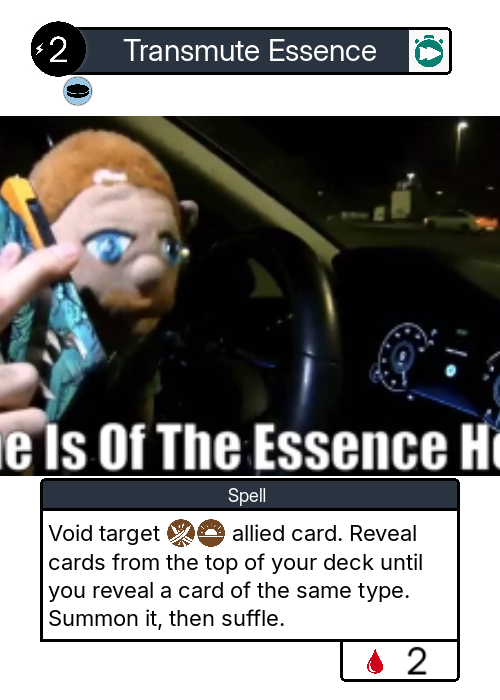 2
Transmute Essence
e Is Of The Essence H
Spell
Void target allied card. Reveal
cards from the top of your deck until
you reveal a card of the same type.
Summon it, then suffle.
2